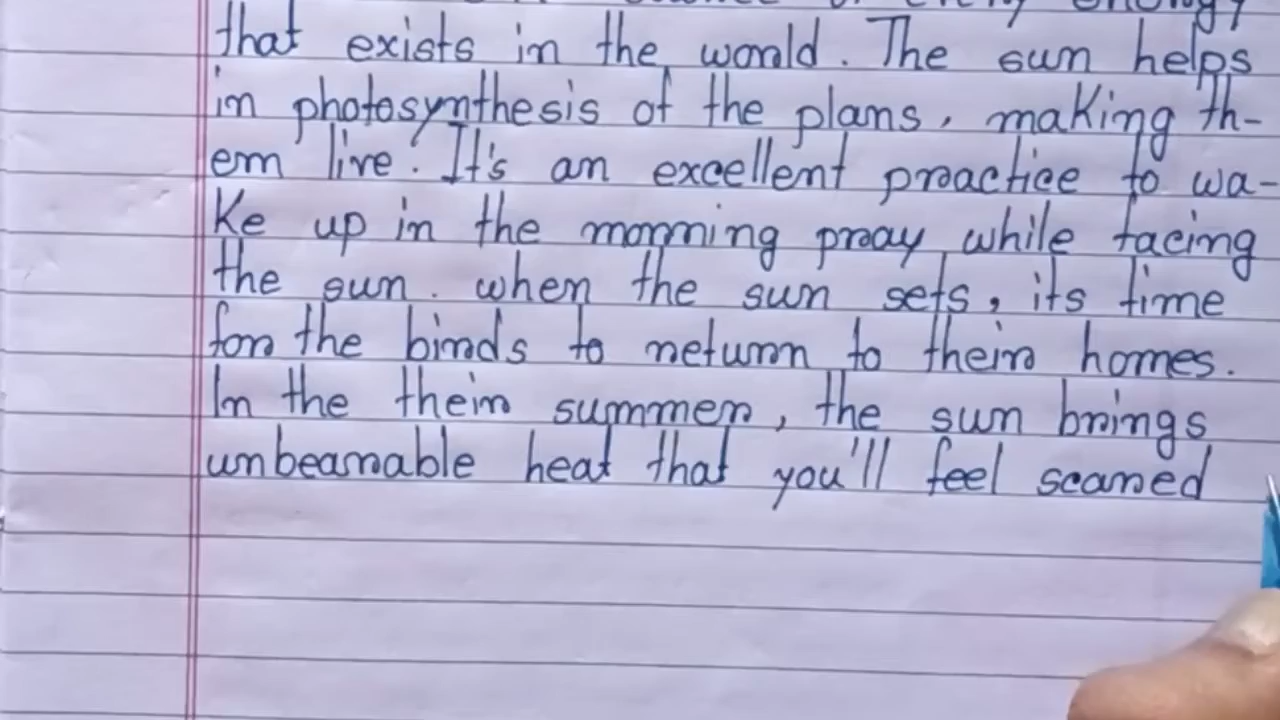 that exists in the world. The sun helps
in photosynthesis of the plans, making th-
em live. It's an excellent practice to wa-
ke up in the morning pray while facing
the sun. when the sun sets, its time
for the birds to return to their homes.
In the their summer, the sun brings
unbearable heat that you'll feel scared